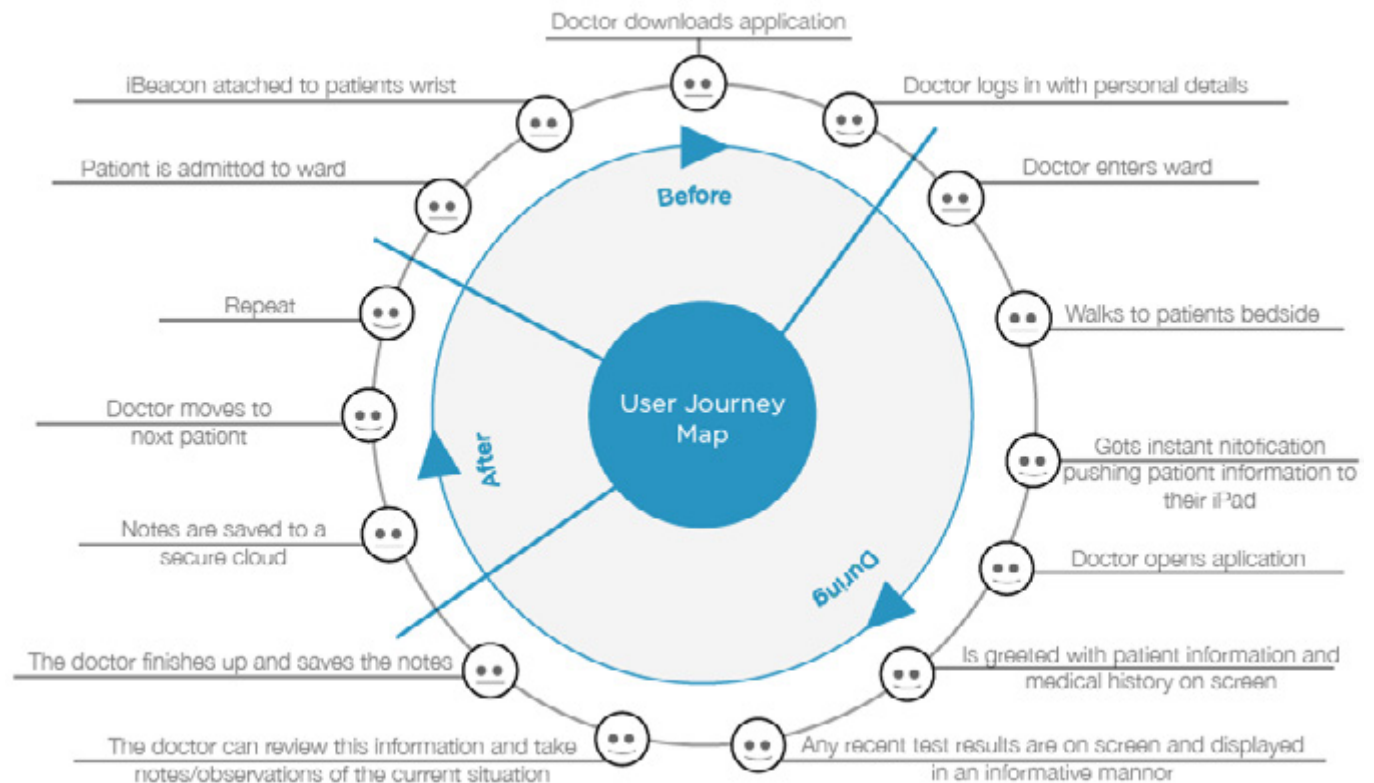 Doctor downloads application
iBeacon atached to patients wrist
Doctor logs in with personal details
Pationt is admitted to ward
Doctor enters ward
Before
Repeat
Walks to patients bedside
User Journey
Map
Doctor moves to
noxt pationt
After
Gots instant nitofication
pushing patient information to
their iPad
Notes are saved to a
secure cloud
During
Doctor opens aplication
The doctor finishes up and saves the notes
Is greeted with patient information and
medical history on screen
The doctor can review this information and take
notes/observations of the current situation
Any recent test results are on screen and displayed
in an informative mannor